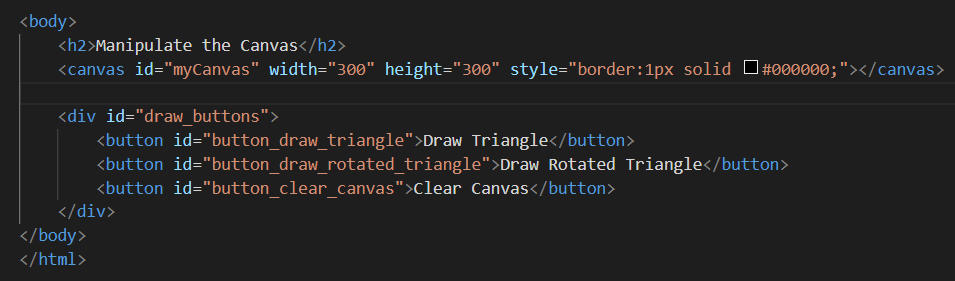 <body>
<h2>Manipulate the Canvas</h2>
<canvas id="myCanvas" width="300" height="300" style="border:1px solid #000000;"></canvas>
<div id="draw_buttons">
<button id="button_draw_triangle">Draw Triangle</button>
<button id="button_draw_rotated_triangle">Draw Rotated Triangle</button>
<button id="button_clear_canvas">Clear Canvas</button>
</div>
</body>
</html>